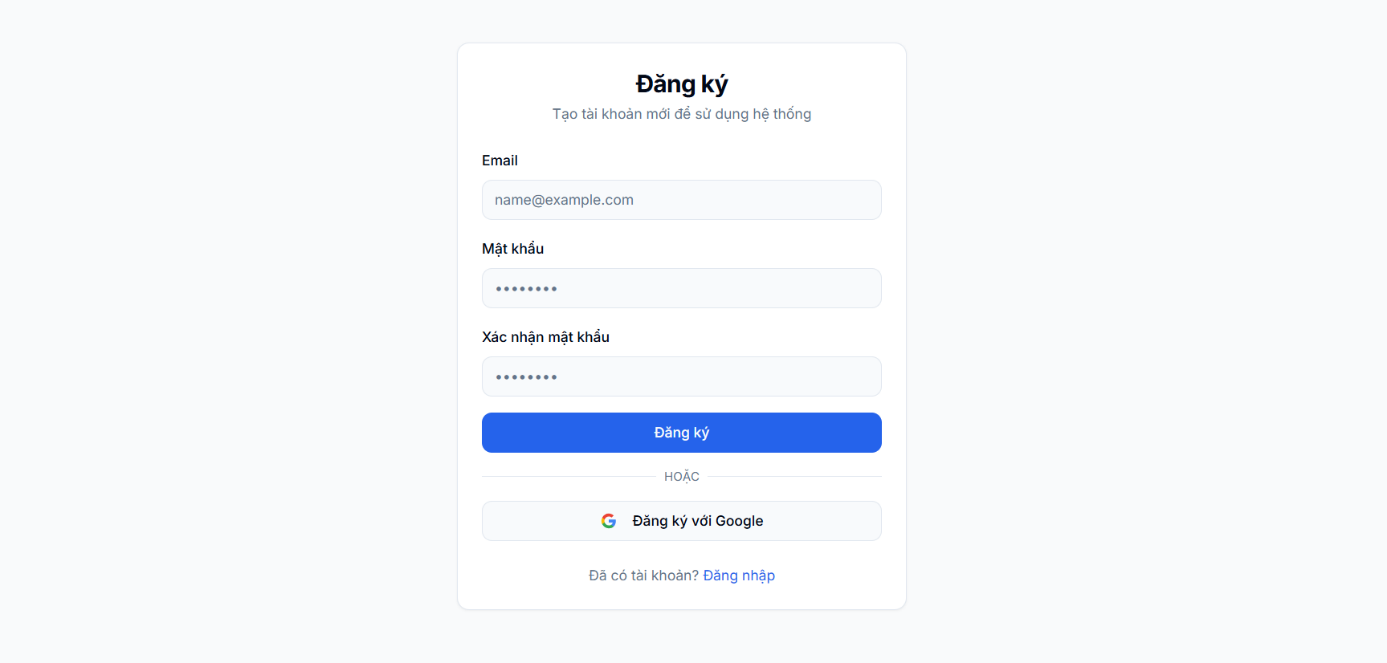 Đăng ký
Tạo tài khoản mới để sử dụng hệ thống
Email
name@example.com
Mật khẩu
••••••••
Xác nhận mật khẩu
••••••••
Đăng ký
HOẶC
Đăng ký với Google
Đã có tài khoản? Đăng nhập